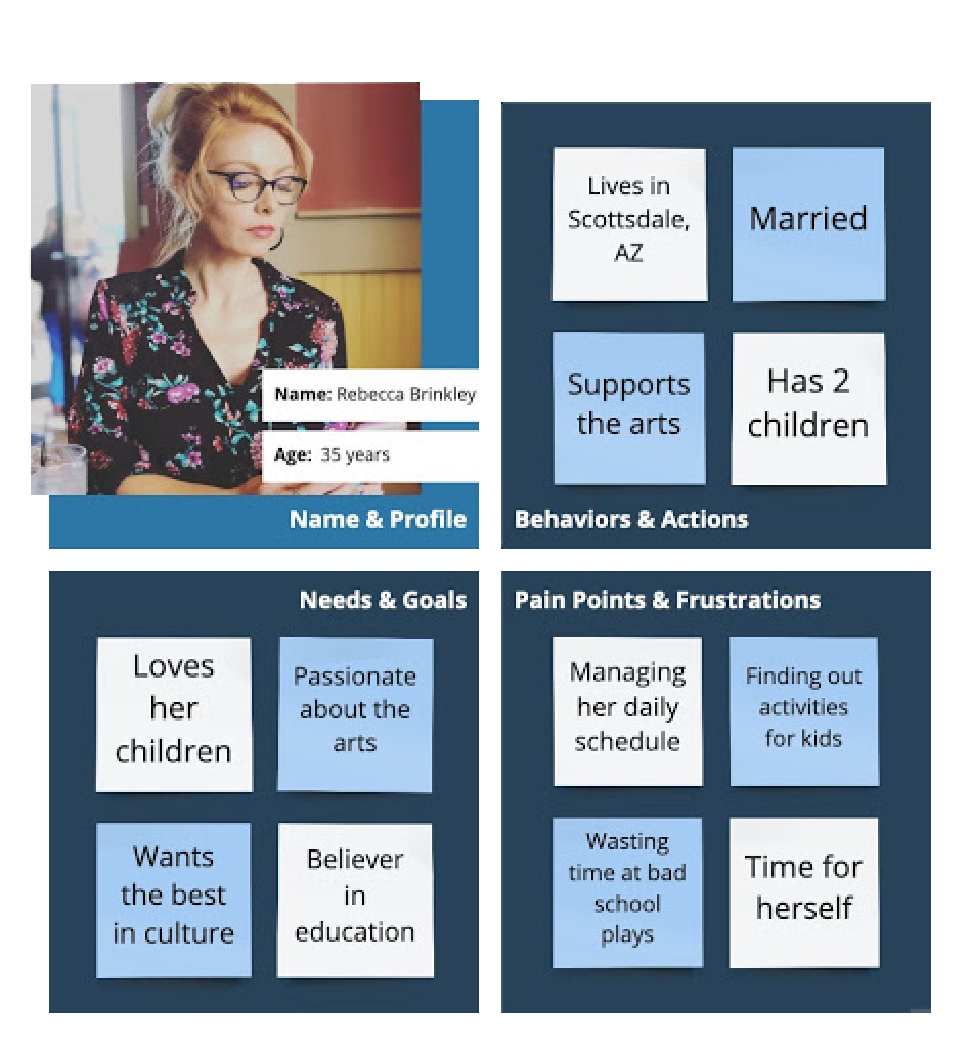 Name: Rebecca Brinkley
Age: 35 years
Name & Profile
Lives in
Scottsdale,
AZ
Married
Supports
the arts
Has 2
children
Behaviors & Actions
Needs & Goals
Loves
her
children
Passionate
about the
arts
Wants
the best
in culture
Believer
in
education
Pain Points & Frustrations
Managing
her daily
schedule
Finding out
activities
for kids
Wasting
time at bad
school
plays
Time for
herself